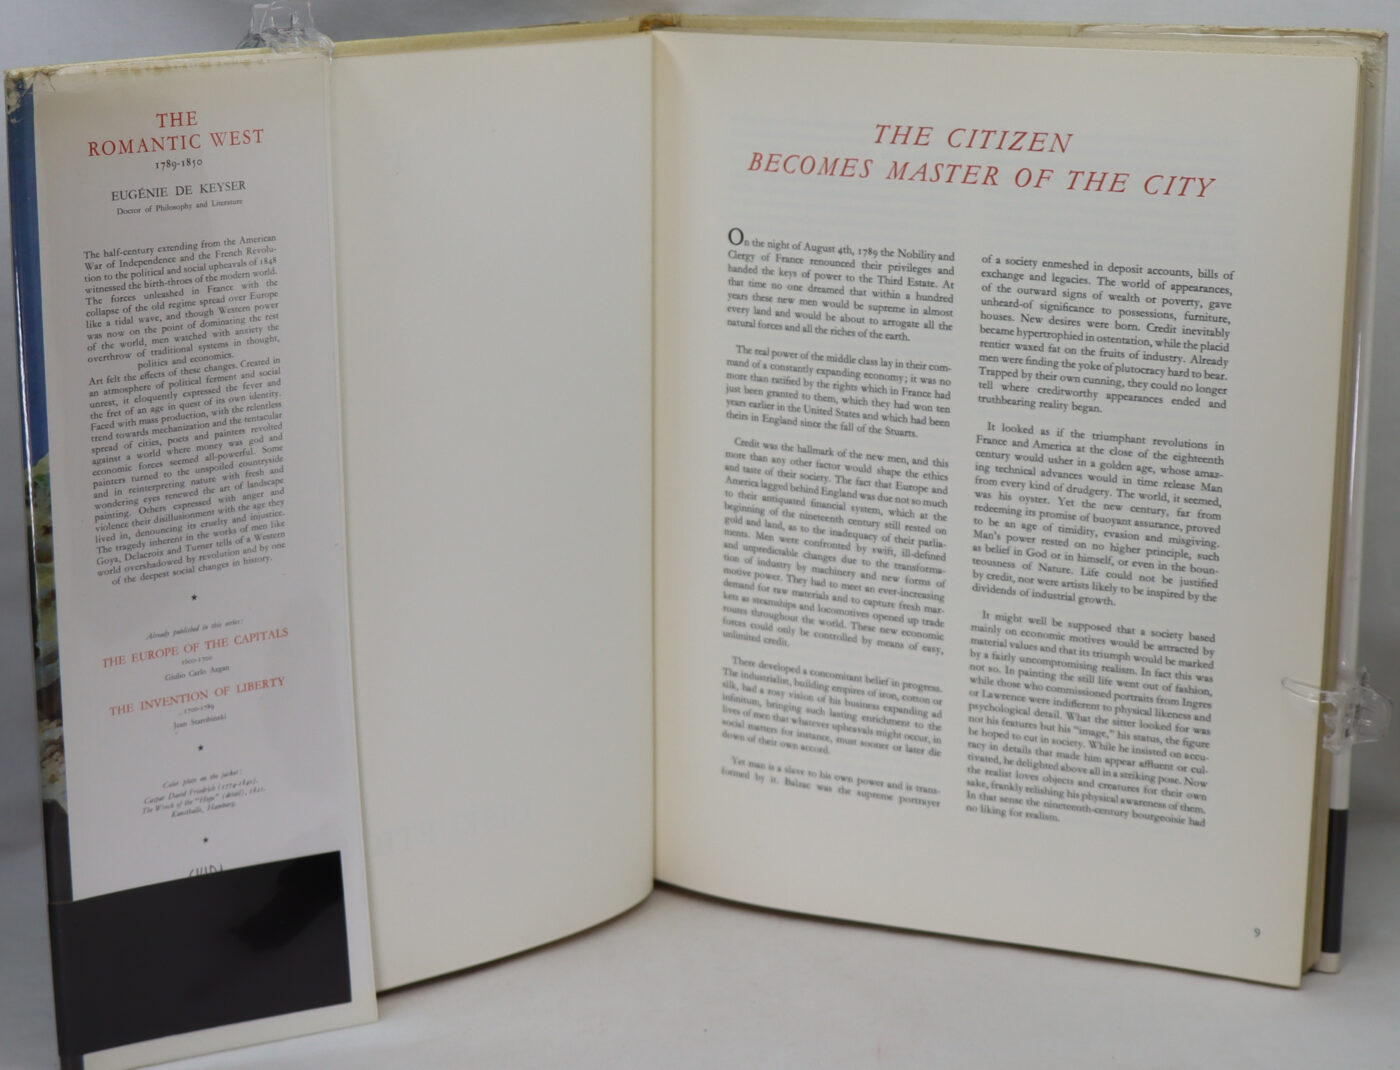 THE
ROMANTIC WEST
1789-1850
EUGÉNIE DE KEYSER
Doctor of Philosophy and Literature
The half-century extending from the American
War of Independence and the French Revolu-
tion to the political and social upheavals of 1848
witnessed the birth-throes of the modern world.
The forces unleashed in France with the
collapse of the old regime spread over Europe
like a tidal wave, and though Western power
was now on the point of dominating the rest
of the world, men watched with anxiety the
overthrow of traditional systems in thought,
politics and economics.
Art felt the effects of these changes. Created in
an atmosphere of political ferment and social
unrest, it eloquently expressed the fever and
the fret of an age in quest of its own identity.
Faced with mass production, with the relentless
trend towards mechanization and the tentacular
spread of cities, poets and painters revolted
against a world where money was god and
economic forces seemed all-powerful. Some
painters turned to the unspoiled countryside
and in reinterpreting nature with fresh and
wondering eyes renewed the art of landscape
painting. Others expressed with anger and
violence their disillusionment with the age they
lived in, denouncing its cruelty and injustice.
The tragedy inherent in the works of men like
Goya, Delacroix and Turner tells of a Western
world overshadowed by revolution and by one
of the deepest social changes in history.
★
Already published in this series:
THE EUROPE OF THE CAPITALS
1600-1700
Giulio Carlo Argan
THE INVENTION OF LIBERTY
1700-1789
Jean Starobinski
★
Color plate on the jacket:
Caspar David Friedrich (1774-1840).
The Wreck of the "Hope" (detail), 1821.
Kunsthalle, Hamburg.
★
THE CITIZEN
BECOMES MASTER OF THE CITY
On the night of August 4th, 1789 the Nobility and
Clergy of France renounced their privileges and
handed the keys of power to the Third Estate. At
that time no one dreamed that within a hundred
years these new men would be supreme in almost
every land and would be about to arrogate all the
natural forces and all the riches of the earth.
The real power of the middle class lay in their com-
mand of a constantly expanding economy; it was no
more than ratified by the rights which in France had
just been granted to them, which they had won ten
years earlier in the United States and which had been
theirs in England since the fall of the Stuarts.
Credit was the hallmark of the new men, and this
more than any other factor would shape the ethics
and taste of their society. The fact that Europe and
America lagged behind England was due not so much
to their antiquated financial system, which at the
beginning of the nineteenth century still rested on
gold and land, as to the inadequacy of their parlia-
ments. Men were confronted by swift, ill-defined
and unpredictable changes due to the transforma-
tion of industry by machinery and new forms of
motive power. They had to meet an ever-increasing
demand for raw materials and to capture fresh mar-
kets as steamships and locomotives opened up trade
routes throughout the world. These new economic
forces could only be controlled by means of easy,
unlimited credit.
There developed a concomitant belief in progress.
The industrialist, building empires of iron, cotton or
silk, had a rosy vision of his business expanding ad
infinitum, bringing such lasting enrichment to the
lives of men that whatever upheavals might occur, in
social matters for instance, must sooner or later die
down of their own accord.
Yet man is a slave to his own power and is trans-
formed by it. Balzac was the supreme portrayer
of a society enmeshed in deposit accounts, bills of
exchange and legacies. The world of appearances,
of the outward signs of wealth or poverty, gave
unheard-of significance to possessions, furniture,
houses. New desires were born. Credit inevitably
became hypertrophied in ostentation, while the placid
rentier waxed fat on the fruits of industry. Already
men were finding the yoke of plutocracy hard to bear.
Trapped by their own cunning, they could no longer
tell where creditworthy appearances ended and
truthbearing reality began.
It looked as if the triumphant revolutions in
France and America at the close of the eighteenth
century would usher in a golden age, whose amaz-
ing technical advances would in time release Man
from every kind of drudgery. The world, it seemed,
was his oyster. Yet the new century, far from
redeeming its promise of buoyant assurance, proved
to be an age of timidity, evasion and misgiving.
Man's power rested on no higher principle, such
as belief in God or in himself, or even in the boun-
teousness of Nature. Life could not be justified
by credit, nor were artists likely to be inspired by the
dividends of industrial growth.
It might well be supposed that a society based
mainly on economic motives would be attracted by
material values and that its triumph would be marked
by a fairly uncompromising realism. In fact this was
not so. In painting the still life went out of fashion,
while those who commissioned portraits from Ingres
or Lawrence were indifferent to physical likeness and
psychological detail. What the sitter looked for was
not his features but his "image," his status, the figure
he hoped to cut in society. While he insisted on accu-
racy in details that made him appear affluent or cul-
tivated, he delighted above all in a striking pose. Now
the realist loves objects and creatures for their own
sake, frankly relishing his physical awareness of them.
In that sense the nineteenth-century bourgeoisie had
no liking for realism.
9